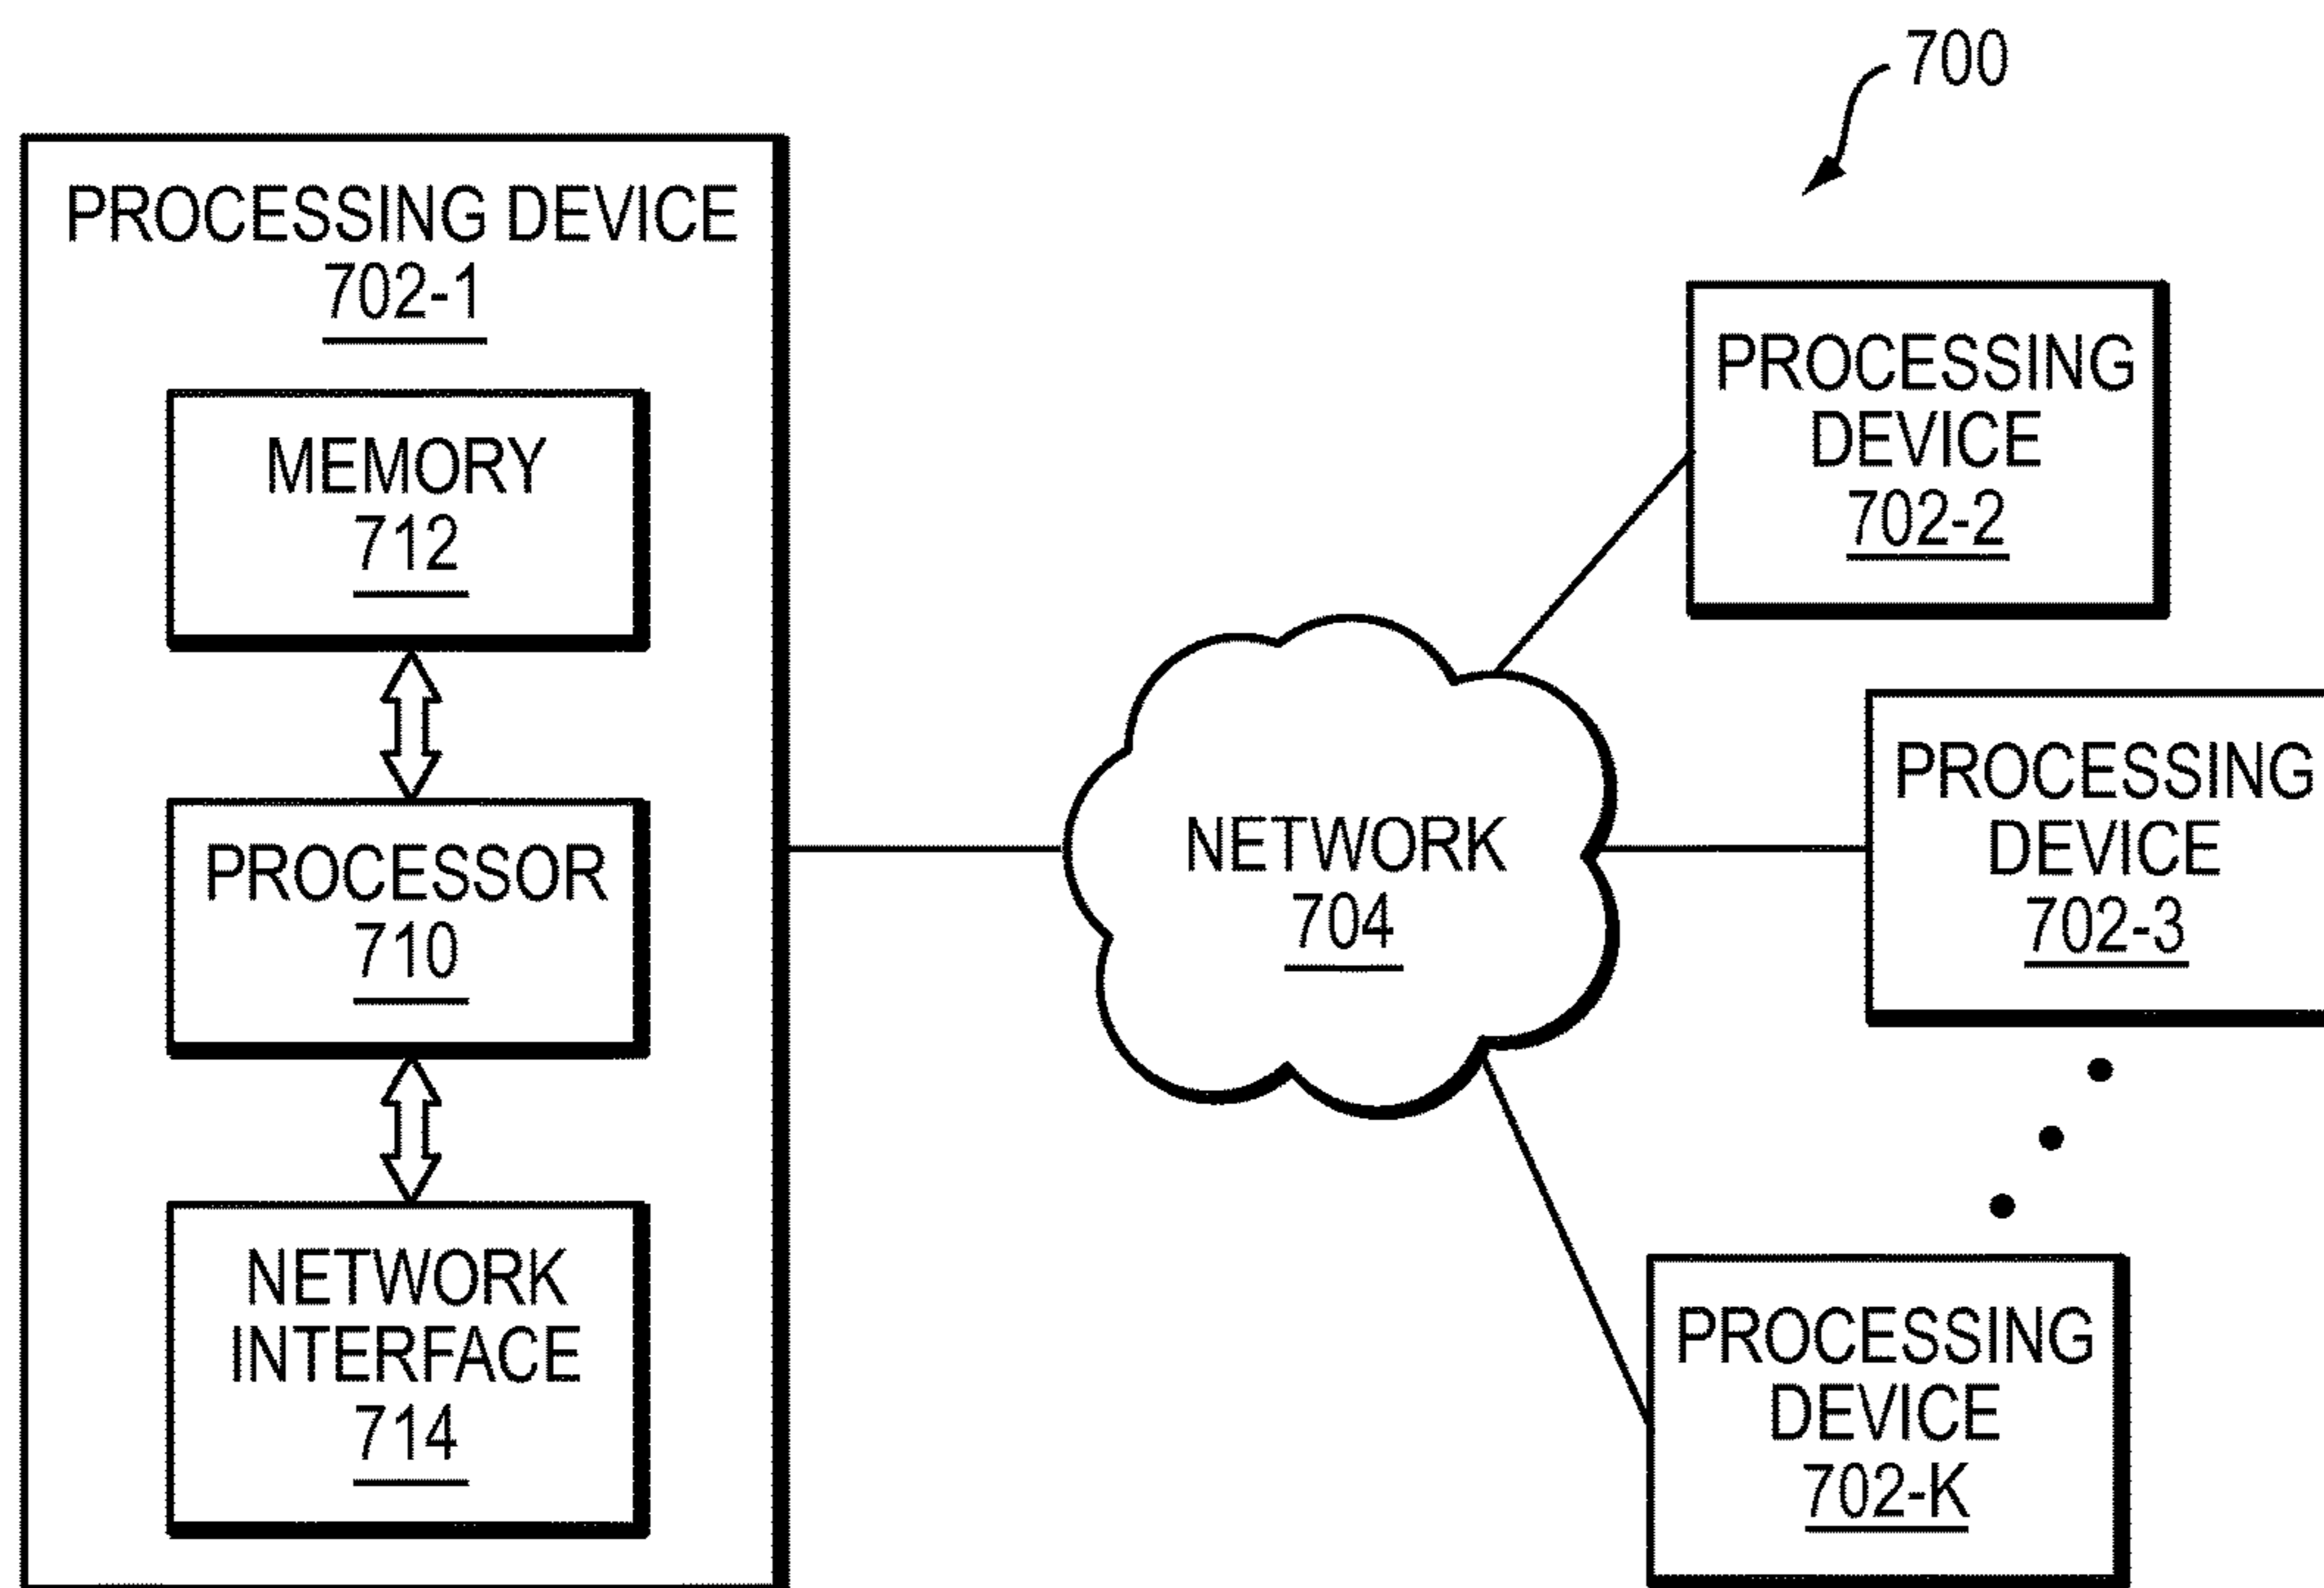 700
PROCESSING DEVICE
702-1
MEMORY
712
PROCESSOR
710
NETWORK
INTERFACE
714
NETWORK
704
PROCESSING
DEVICE
702-2
PROCESSING
DEVICE
702-3
PROCESSING
DEVICE
702-K